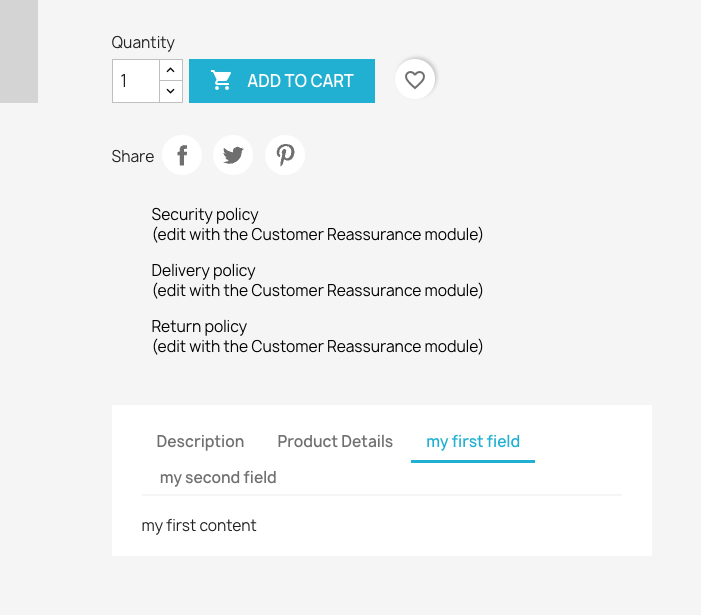 Quantity
1
ADD TO CART
Share
Security policy
(edit with the Customer Reassurance module)
Delivery policy
(edit with the Customer Reassurance module)
Return policy
(edit with the Customer Reassurance module)
Description Product Details my first field
my second field
my first content